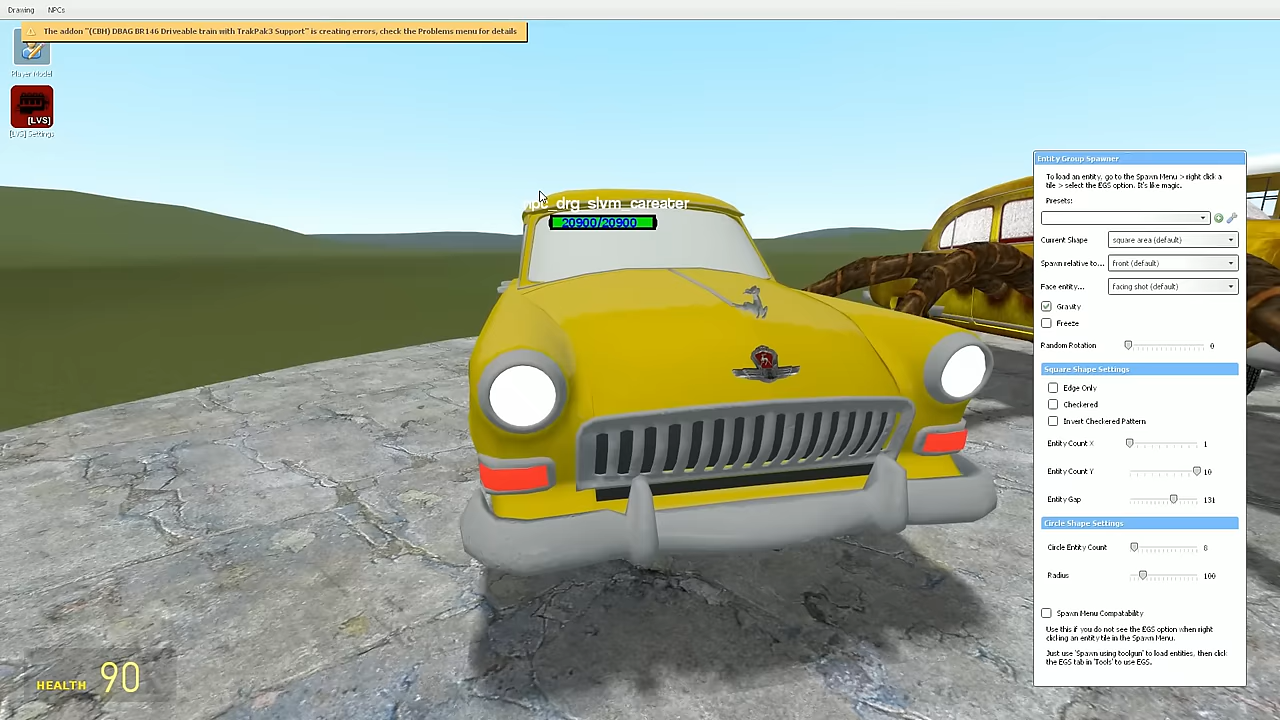 Drawing NPCs
The addon "(CBH) DBAG BR146 Driveable train with TrakPak3 Support" is creating errors, check the Problems menu for details
Player Model
[LVS]
[LVS] Settings
npc_drg_slvm_careater
20900/20900
Entity Group Spawner
To load an entity, go to the Spawn Menu > right click a
tile > select the EGS option. It's like magic.
Presets:
Current Shape square area (default)
Spawn relative to... front (default)
Face entity... facing shot (default)
Gravity
Freeze
Random Rotation 0
Square Shape Settings
Edge Only
Checkered
Invert Checkered Pattern
Entity Count X 1
Entity Count Y 10
Entity Gap 131
Circle Shape Settings
Circle Entity Count 8
Radius 100
Spawn Menu Compatability
Use this if you do not see the EGS option when right
clicking an entity tile in the Spawn Menu.
Just use 'Spawn using toolgun' to load entities, then click
the EGS tab in 'Tools' to use EGS.
HEALTH 90